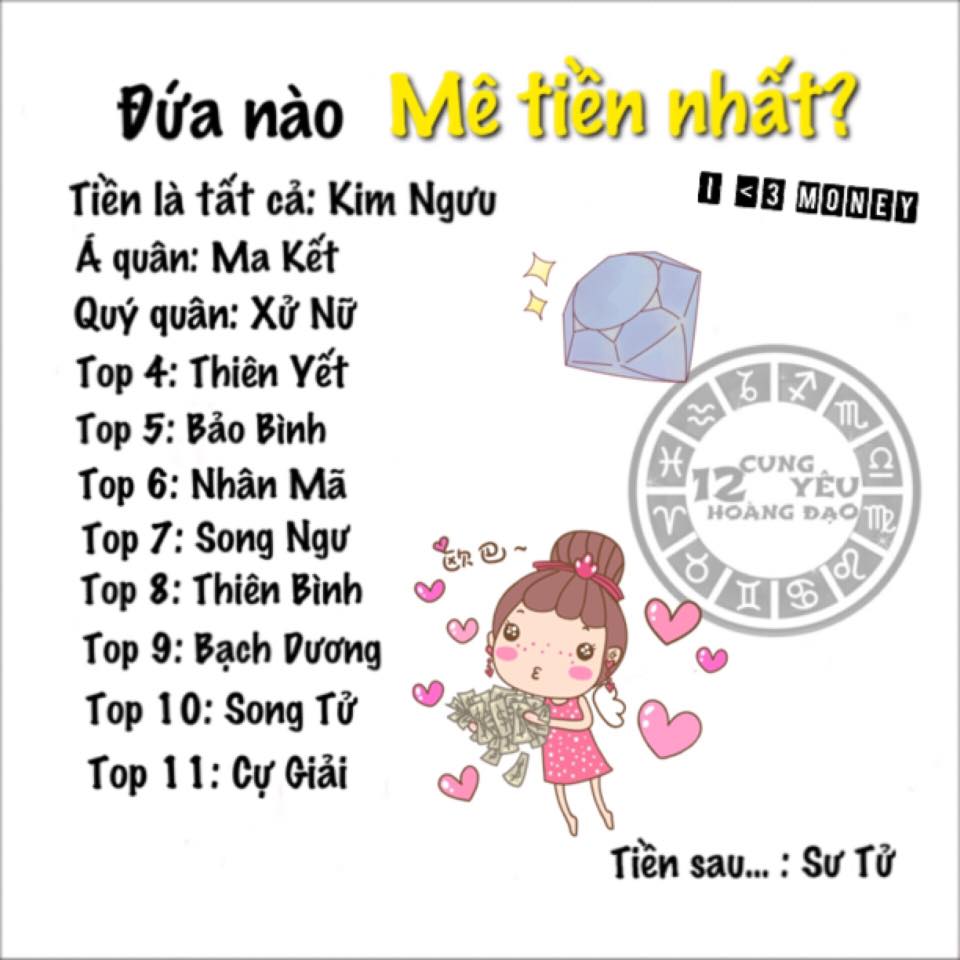 Đứa nào Mê tiền nhất?
I <3 MONEY
Tiền là tất cả: Kim Ngưu
Á quân: Ma Kết
Quý quân: Xử Nữ
Top 4: Thiên Yết
Top 5: Bảo Bình
Top 6: Nhân Mã
Top 7: Song Ngư
Top 8: Thiên Bình
Top 9: Bạch Dương
Top 10: Song Tử
Top 11: Cự Giải
Tiền sau... : Sư Tử
12 CUNG YÊU
HOÀNG ĐẠO
欧巴~